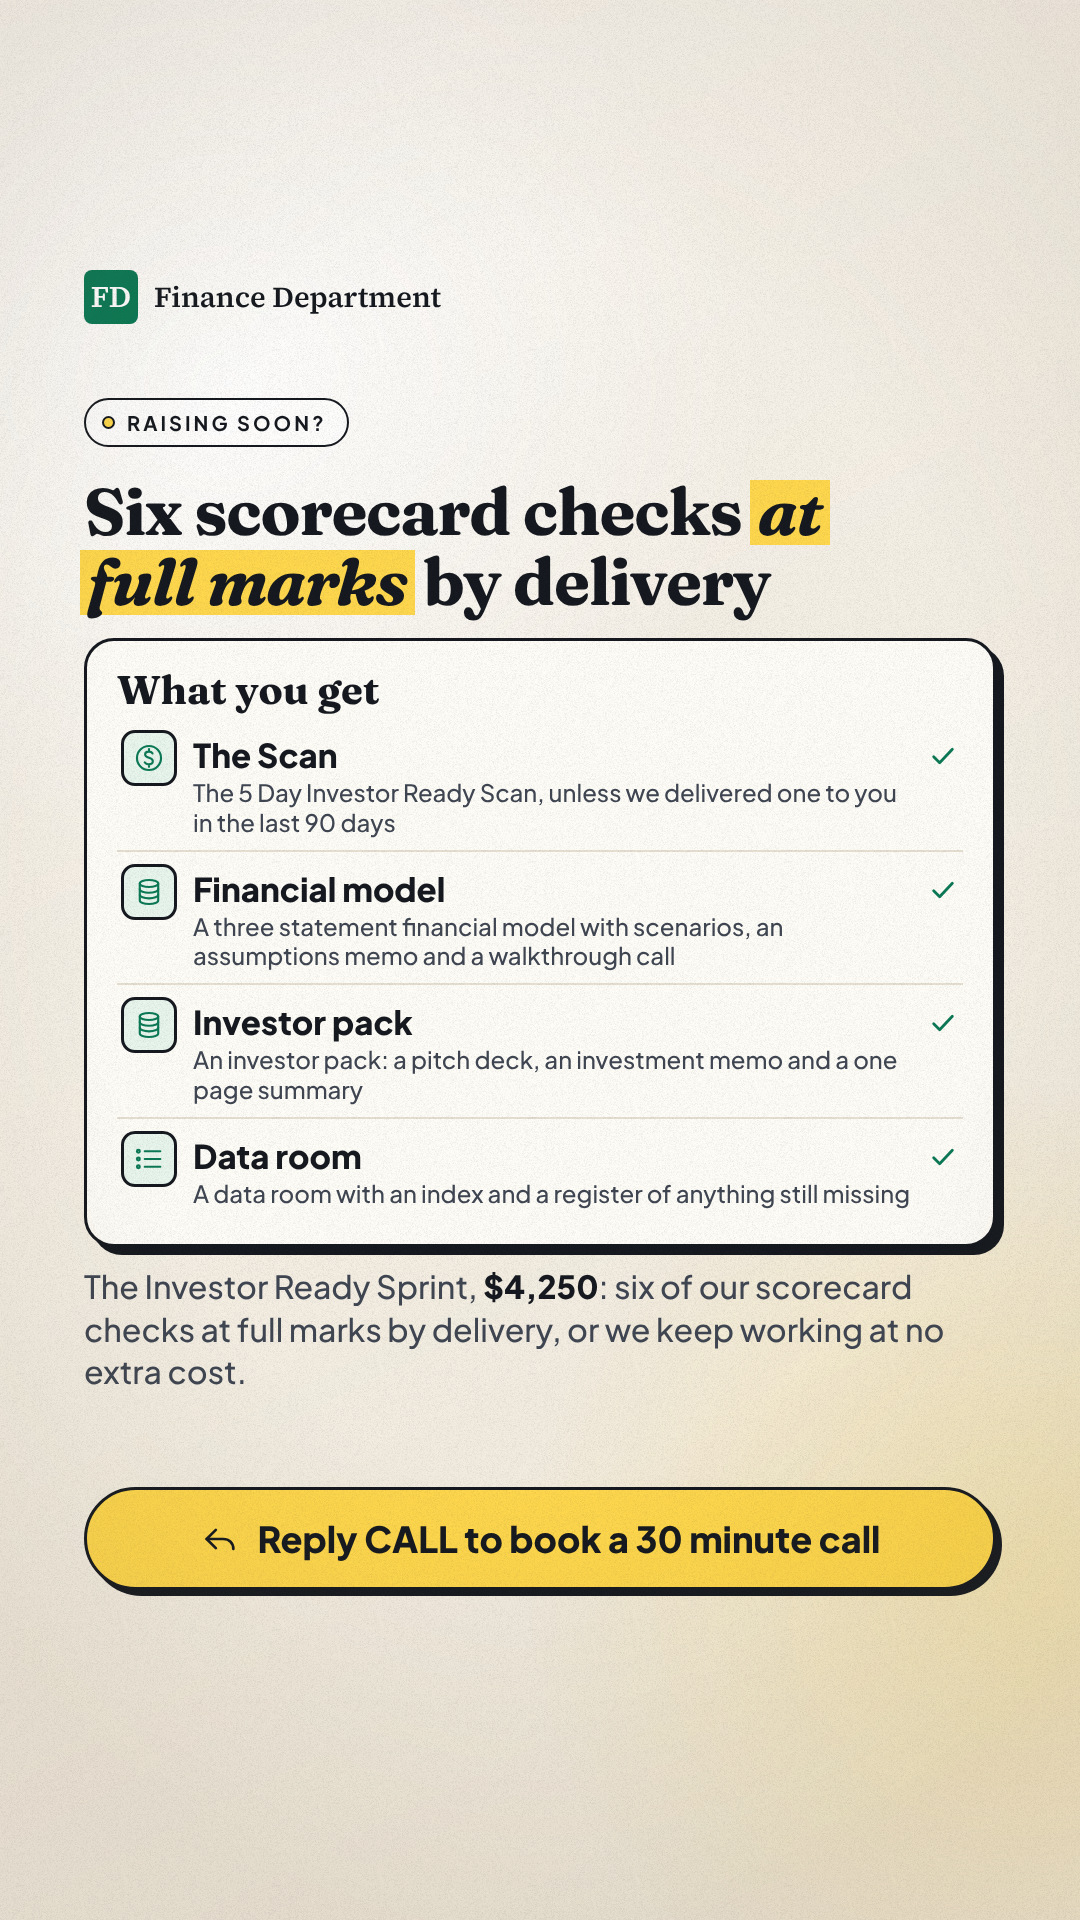 FD Finance Department
RAISING SOON?
Six scorecard checks at
full marks by delivery
What you get
The Scan
The 5 Day Investor Ready Scan, unless we delivered one to you
in the last 90 days
Financial model
A three statement financial model with scenarios, an
assumptions memo and a walkthrough call
Investor pack
An investor pack: a pitch deck, an investment memo and a one
page summary
Data room
A data room with an index and a register of anything still missing
The Investor Ready Sprint, $4,250: six of our scorecard
checks at full marks by delivery, or we keep working at no
extra cost.
Reply CALL to book a 30 minute call